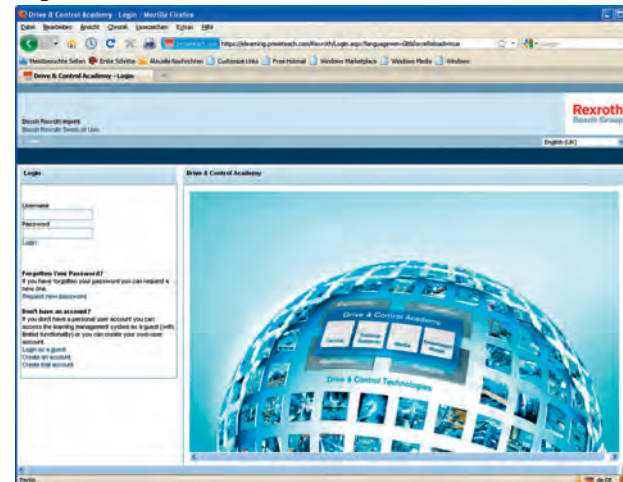 Drive & Control Academy - Login - Mozilla Firefox
Datei Bearbeiten Ansicht Chronik Lesezeichen Extras Hilfe
Meistbesuchte Seiten Erste Schritte Aktuelle Nachrichten Customize Links Free Hotmail Windows Marketplace Windows Media Windows
Drive & Control Academy - Login
Bosch Rexroth Imprint
Bosch Rexroth Terms of Use
Rexroth
Bosch Group
English (UK)
Login
Drive & Control Academy
Username
Password
Login
Forgotten Your Password?
If you have forgotten your password you can request a
new one.
Request new password
Don't have an account?
If you don't have a personal user account you can
access the learning management system as a guest (with
limited functionality) or you can create your own user
account.
Login as a guest
Create an account
Create trial account
Drive & Control Academy
Media
Drive & Control Technologies
Fertig
de-DE